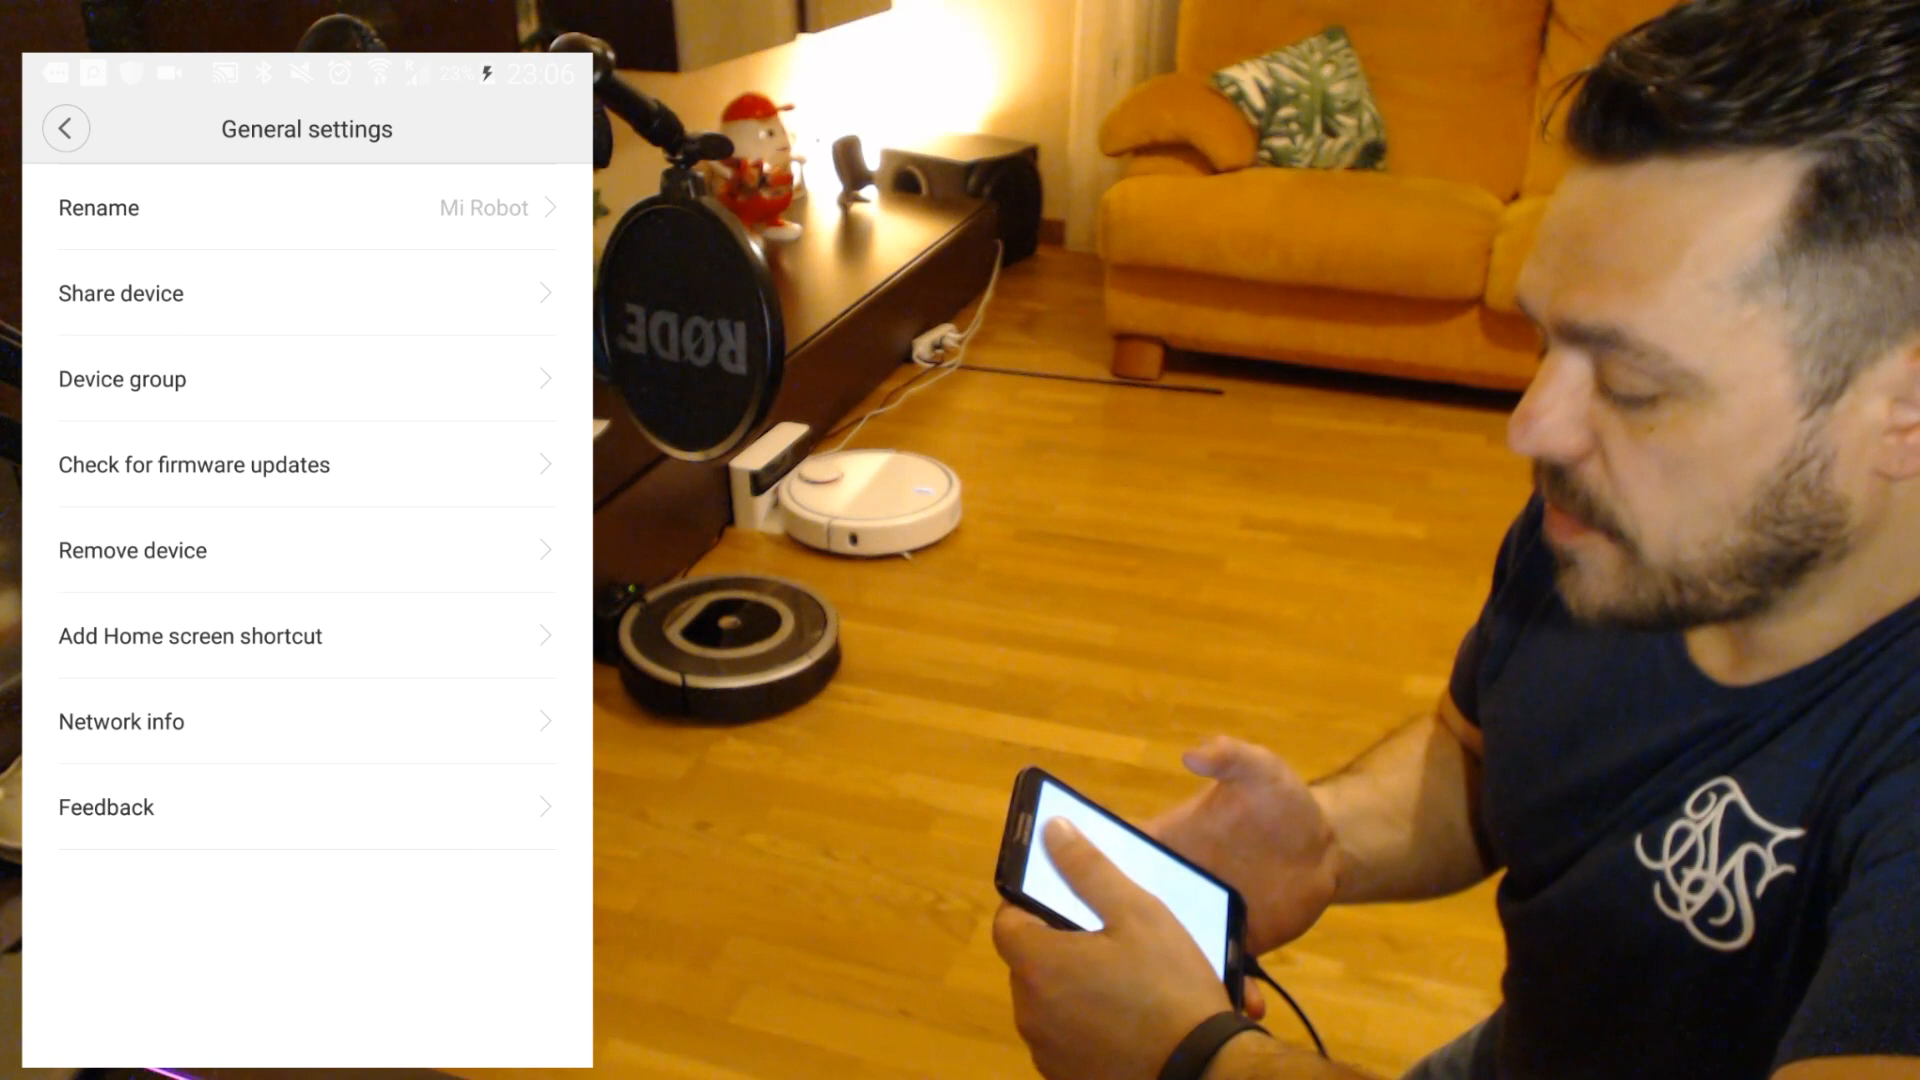 23% 23:06
General settings
Rename Mi Robot
Share device
Device group
Check for firmware updates
Remove device
Add Home screen shortcut
Network info
Feedback
RØDE